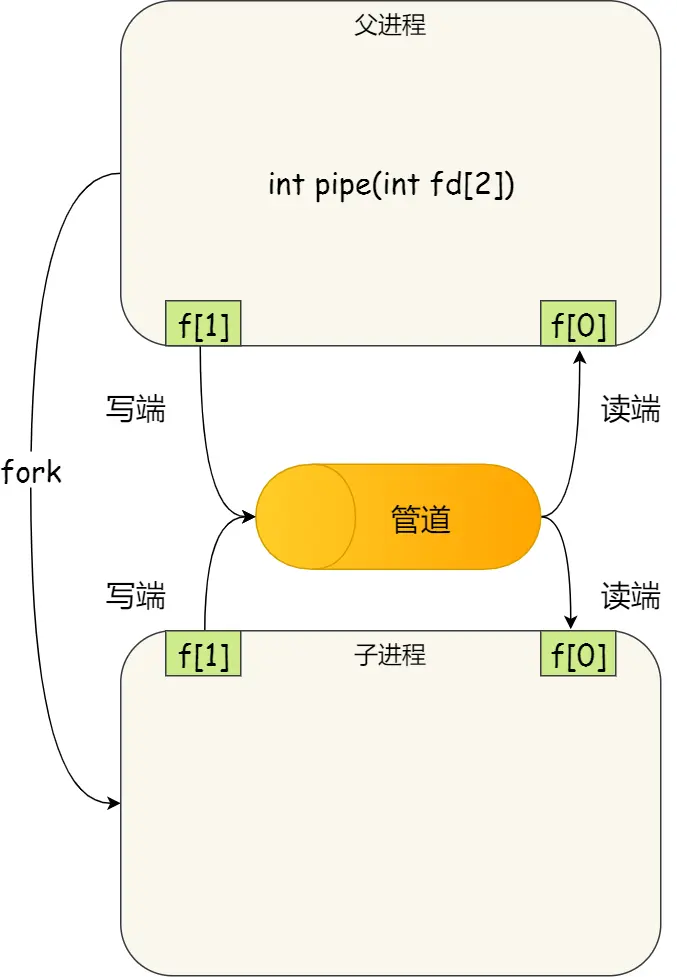 父进程
int pipe(int fd[2])
f[1]
f[0]
写端
读端
fork
管道
写端
读端
f[1]
子进程
f[0]